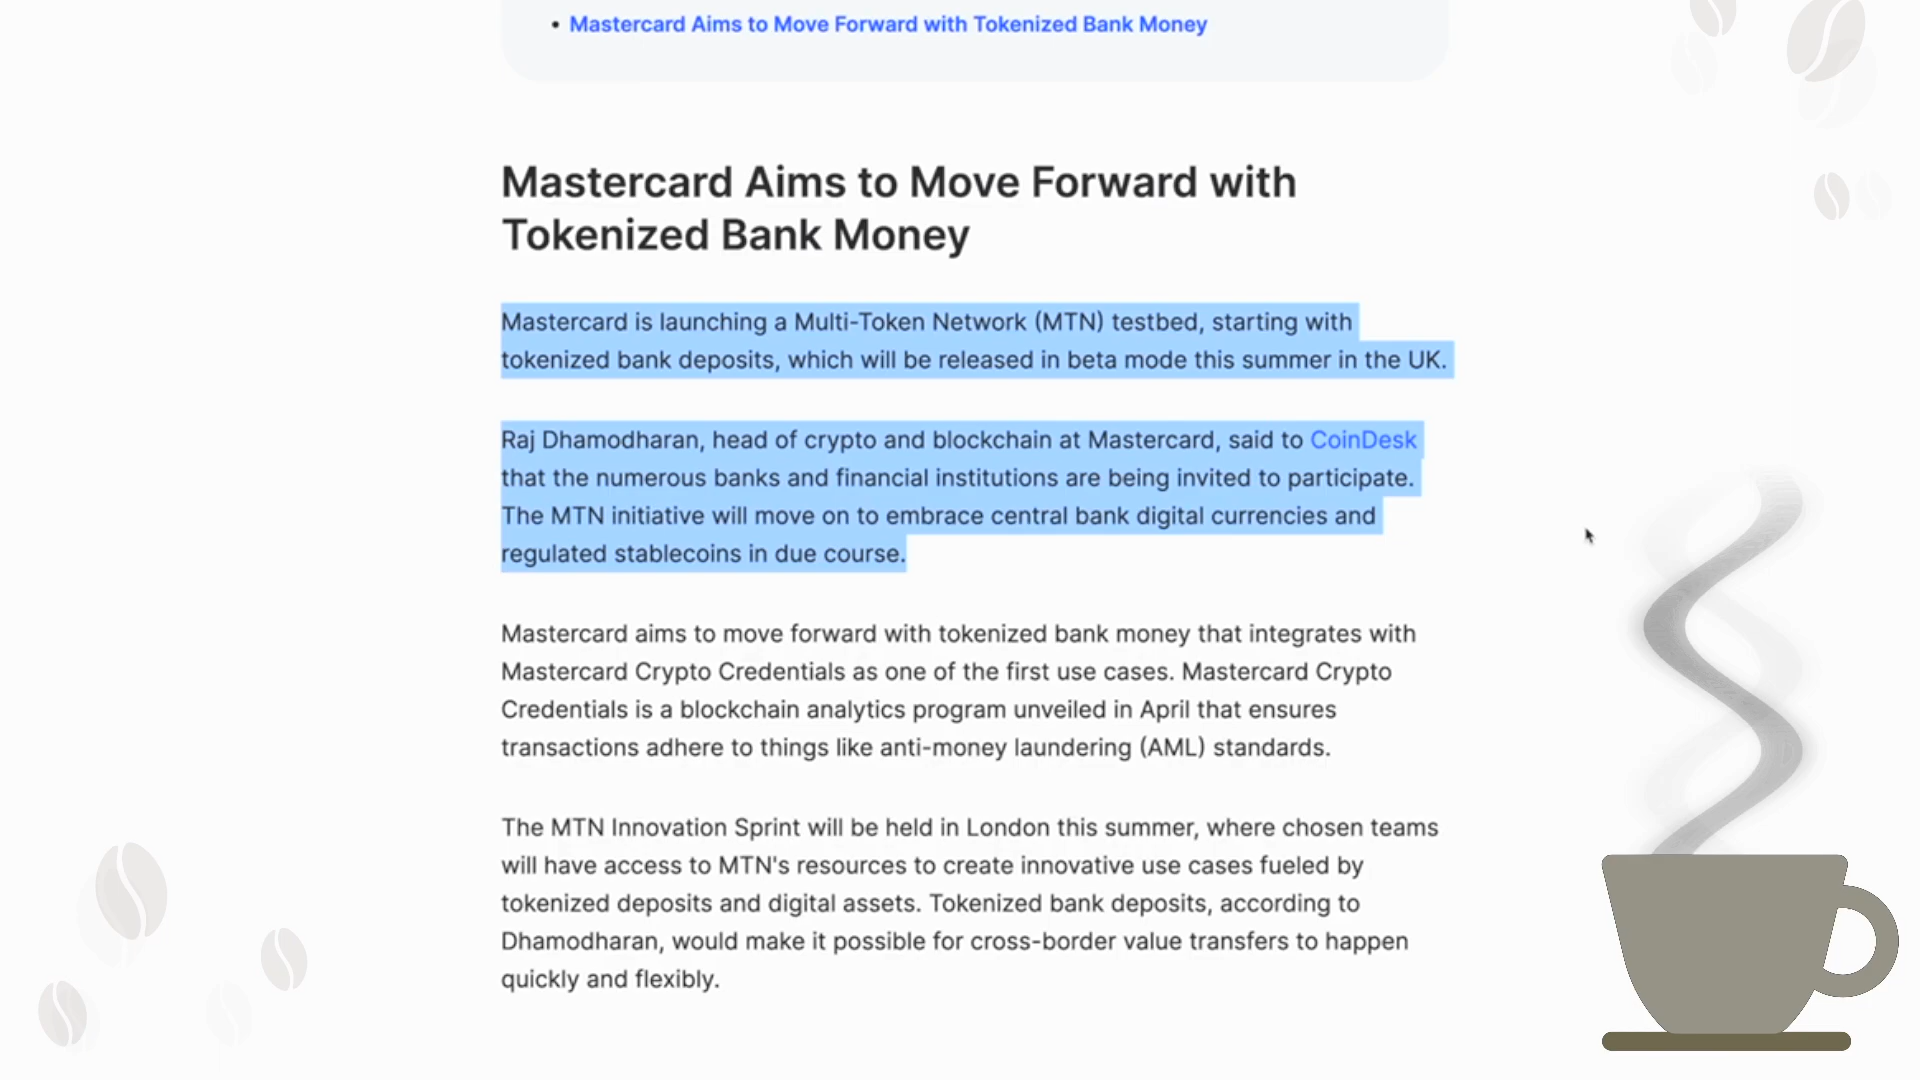 • Mastercard Aims to Move Forward with Tokenized Bank Money
Mastercard Aims to Move Forward with
Tokenized Bank Money
Mastercard is launching a Multi-Token Network (MTN) testbed, starting with
tokenized bank deposits, which will be released in beta mode this summer in the UK.
Raj Dhamodharan, head of crypto and blockchain at Mastercard, said to CoinDesk
that the numerous banks and financial institutions are being invited to participate.
The MTN initiative will move on to embrace central bank digital currencies and
regulated stablecoins in due course.
Mastercard aims to move forward with tokenized bank money that integrates with
Mastercard Crypto Credentials as one of the first use cases. Mastercard Crypto
Credentials is a blockchain analytics program unveiled in April that ensures
transactions adhere to things like anti-money laundering (AML) standards.
The MTN Innovation Sprint will be held in London this summer, where chosen teams
will have access to MTN's resources to create innovative use cases fueled by
tokenized deposits and digital assets. Tokenized bank deposits, according to
Dhamodharan, would make it possible for cross-border value transfers to happen
quickly and flexibly.